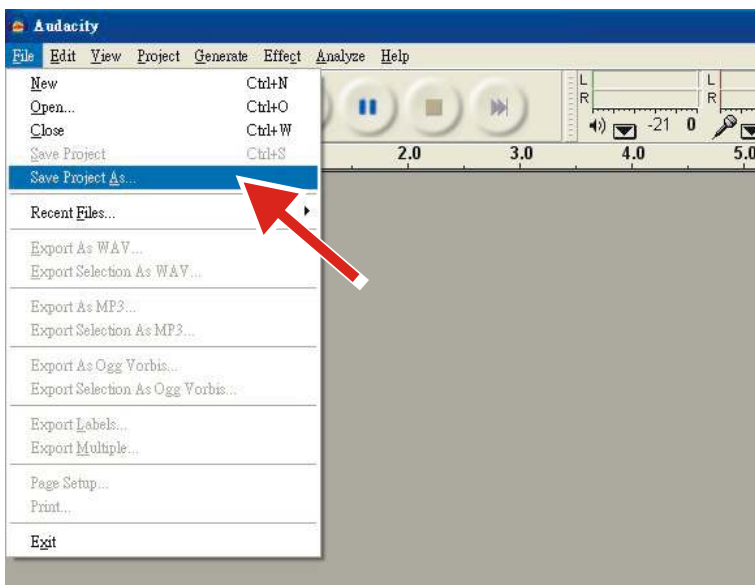 Audacity
File Edit View Project Generate Effect Analyze Help
New Ctrl+N
Open... Ctrl+O
Close Ctrl+W
Save Project Ctrl+S
Save Project As...
Recent Files...
Export As WAV...
Export Selection As WAV...
Export As MP3...
Export Selection As MP3...
Export As Ogg Vorbis...
Export Selection As Ogg Vorbis...
Export Labels...
Export Multiple...
Page Setup...
Print...
Exit
L L
R R
-21 0
2.0 3.0 4.0 5.0